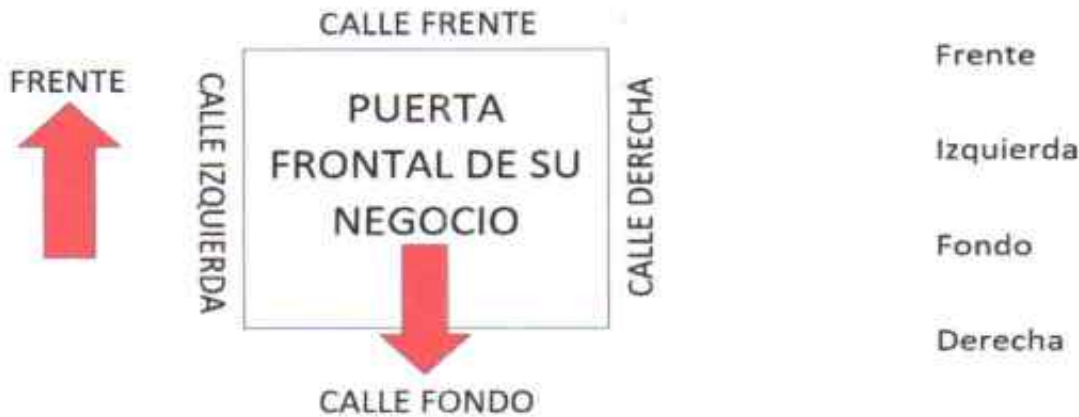 CALLE FRENTE
FRENTE
CALLE IZQUIERDA
PUERTA
FRONTAL DE SU
NEGOCIO
CALLE DERECHA
CALLE FONDO
Frente
Izquierda
Fondo
Derecha